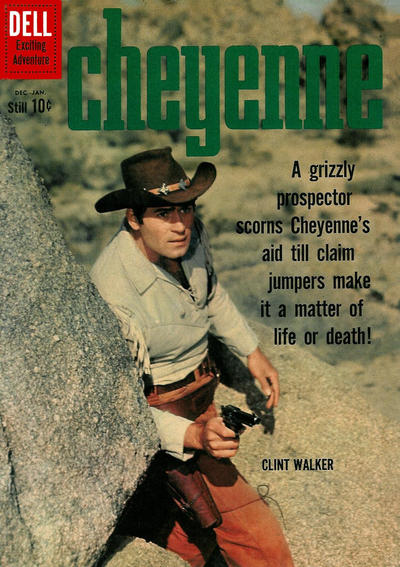 DELL
Exciting
Adventure
DEC.-JAN.
Still 10¢
cheyenne
A grizzly
prospector
scorns Cheyenne's
aid till claim
jumpers make
it a matter of
life or death!
CLINT WALKER